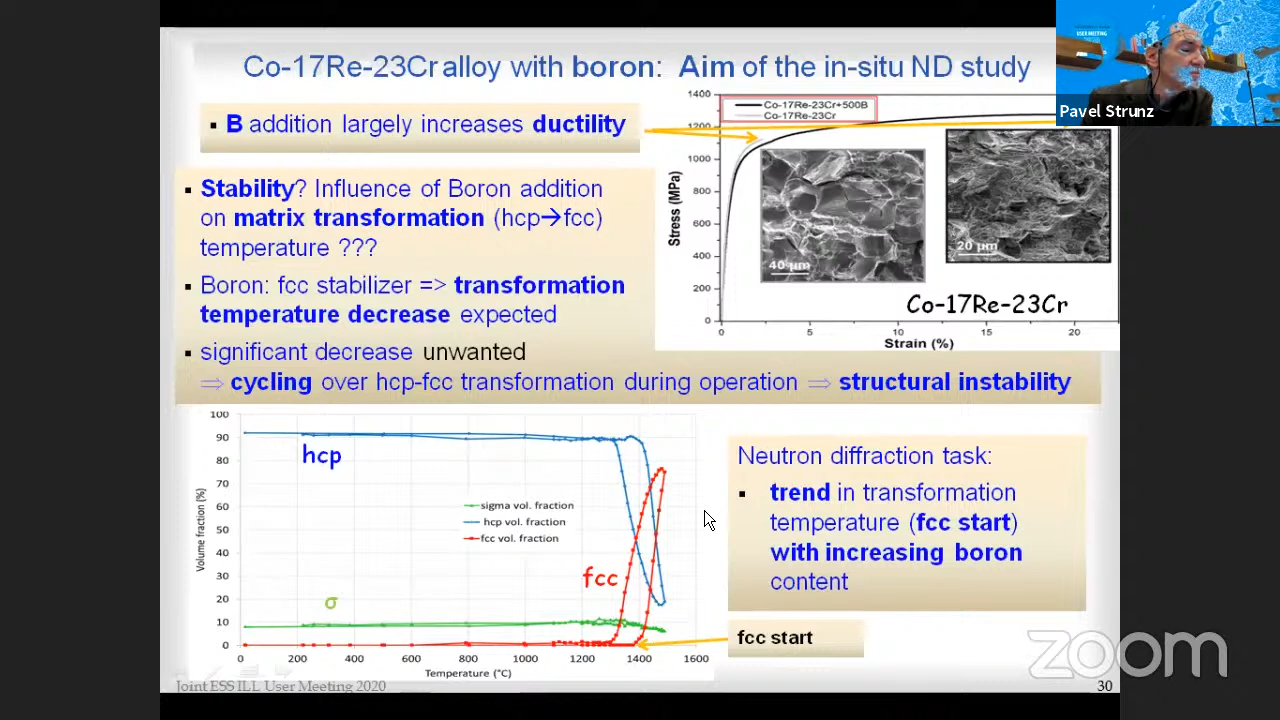 Co-17Re-23Cr alloy with boron: Aim of the in-situ ND study
USER MEETING
Pavel Strunz
▪ B addition largely increases ductility
▪ Stability? Influence of Boron addition
on matrix transformation (hcp→fcc)
temperature ???
▪ Boron: fcc stabilizer => transformation
temperature decrease expected
▪ significant decrease unwanted
⇒ cycling over hcp-fcc transformation during operation ⇒ structural instability
1400
1200
1000
800
600
400
200
0
Stress (MPa)
Co-17Re-23Cr+500B
Co-17Re-23Cr
40 μm
20 μm
Co-17Re-23Cr
0 5 10 15 20
Strain (%)
100
90
80
70
60
50
40
30
20
10
0
Volume fraction (%)
hcp
sigma vol. fraction
hcp vol. fraction
fcc vol. fraction
fcc
σ
0 200 400 600 800 1000 1200 1400 1600
Temperature (°C)
Neutron diffraction task:
▪ trend in transformation
temperature (fcc start)
with increasing boron
content
fcc start
zoom
Joint ESS ILL User Meeting 2020
30